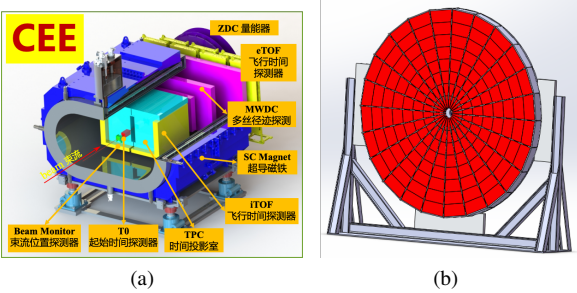 CEE
ZDC 量能器
eTOF
飞行时间
探测器
MWDC
多丝径迹探测
SC Magnet
超导磁铁
iTOF
飞行时间探测器
Beam 束流
Beam Monitor
束流位置探测器
T0
起始时间探测器
TPC
时间投影室
(a)
(b)